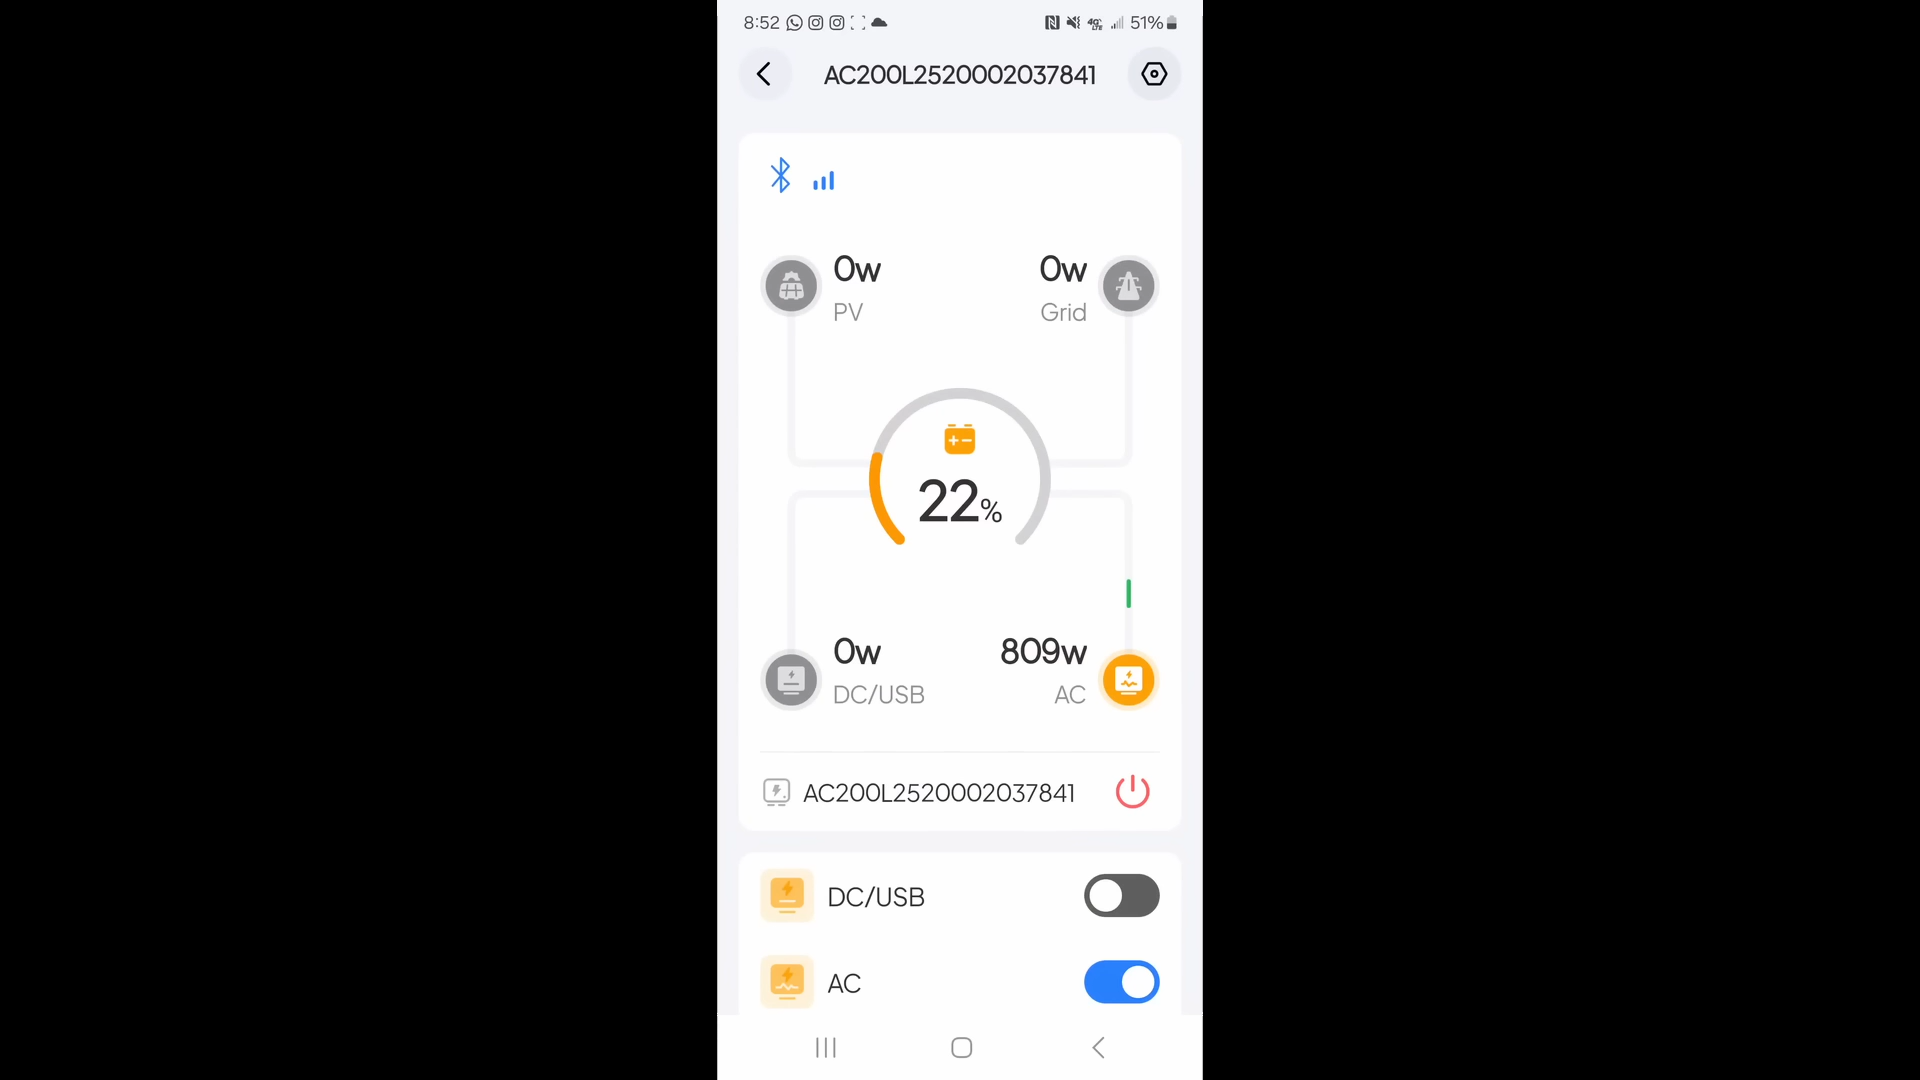 8:52 51%
AC200L2520002037841
0w 0w
PV Grid
22%
0w 809w
DC/USB AC
AC200L2520002037841
DC/USB
AC